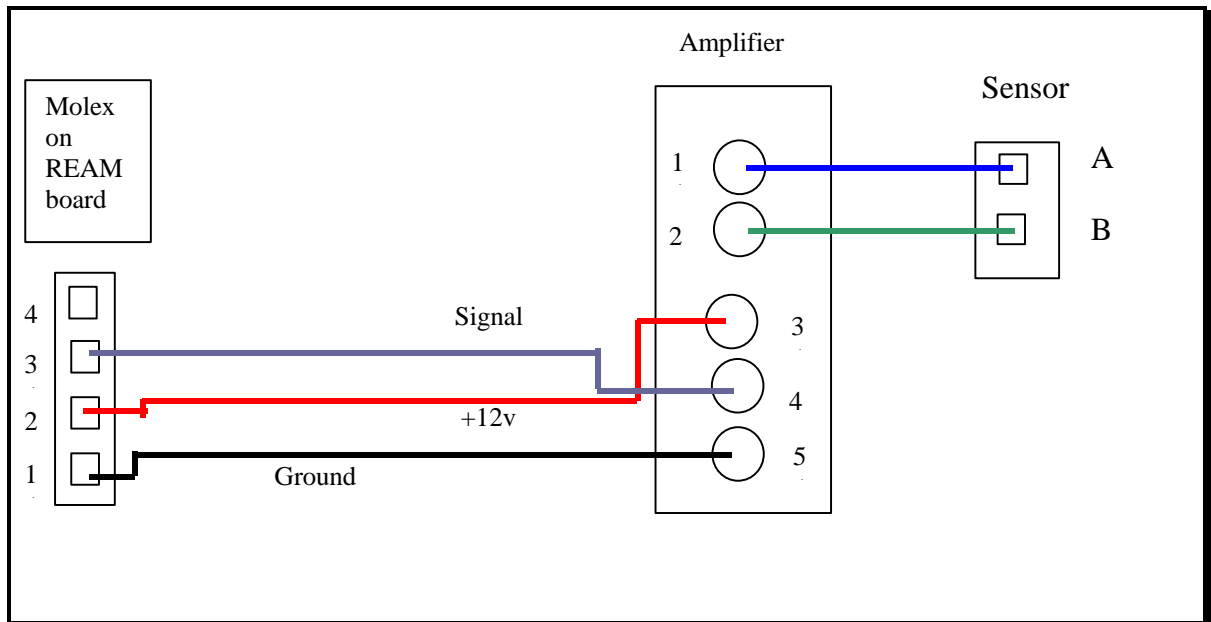 Amplifier
Sensor
Molex
on
REAM
board
1
A
2
B
4
Signal
3
3
4
2
+12v
5
1
Ground